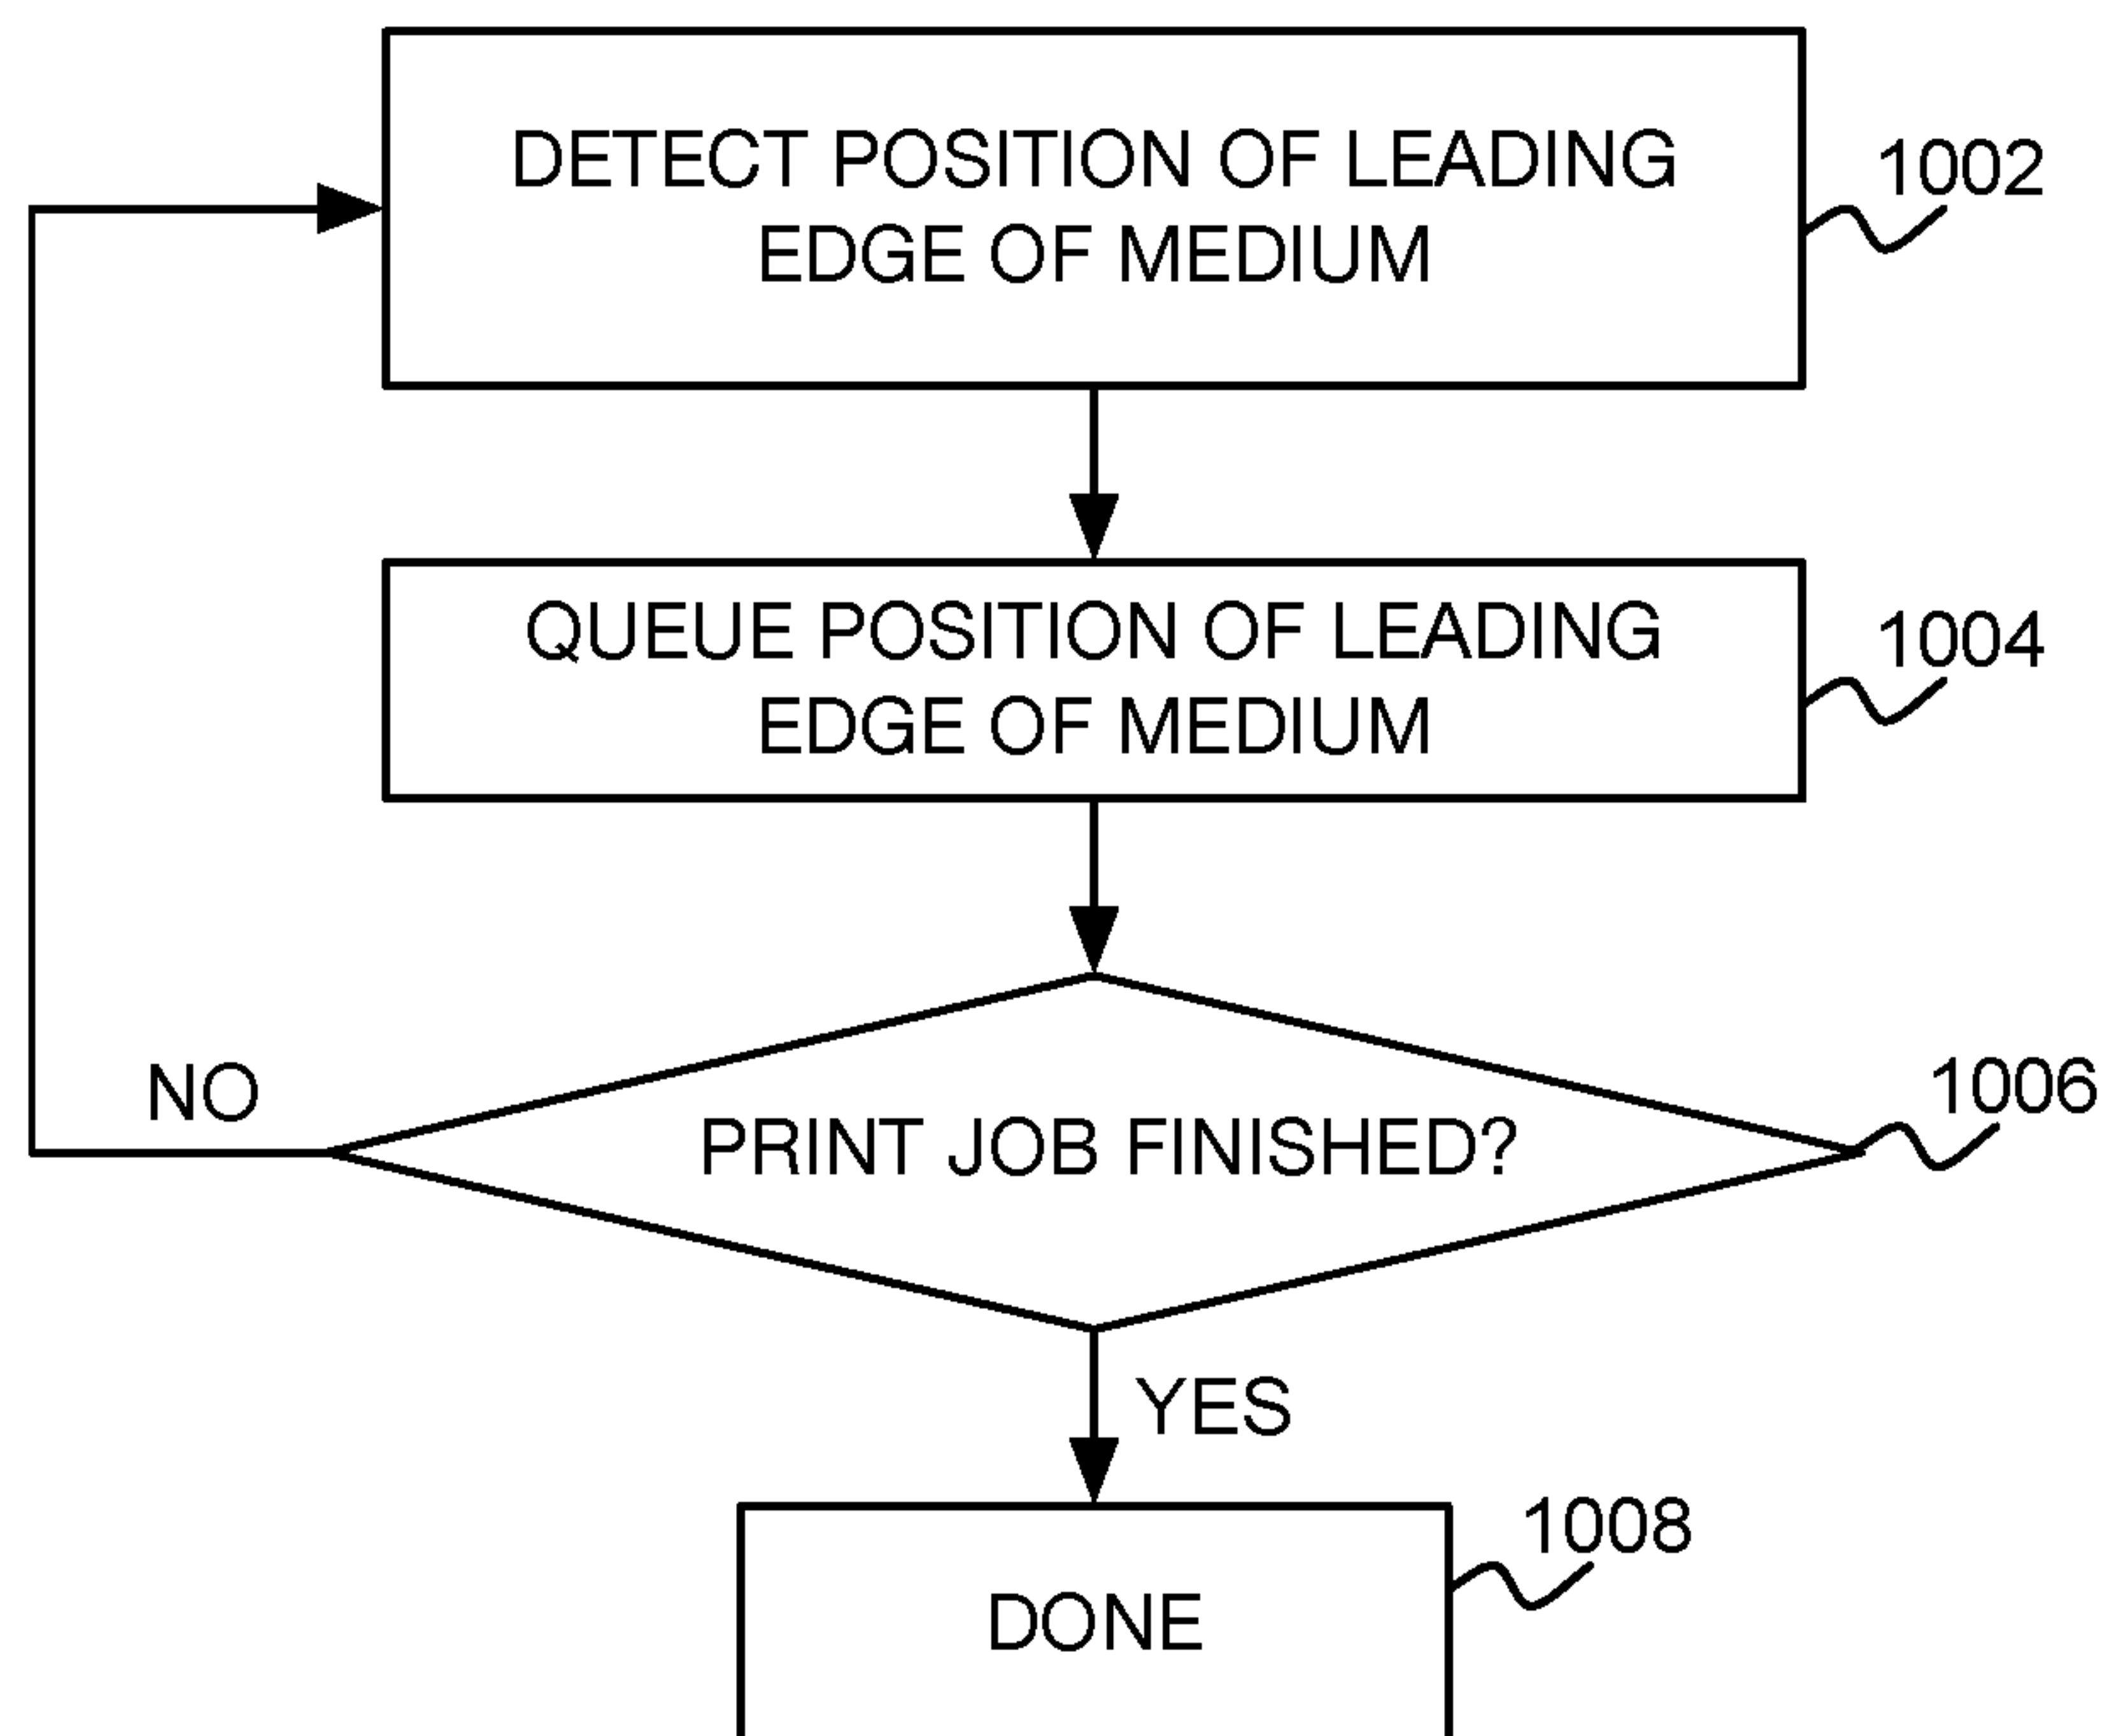 DETECT POSITION OF LEADING
EDGE OF MEDIUM
1002
QUEUE POSITION OF LEADING
EDGE OF MEDIUM
1004
NO
PRINT JOB FINISHED?
1006
YES
1008
DONE